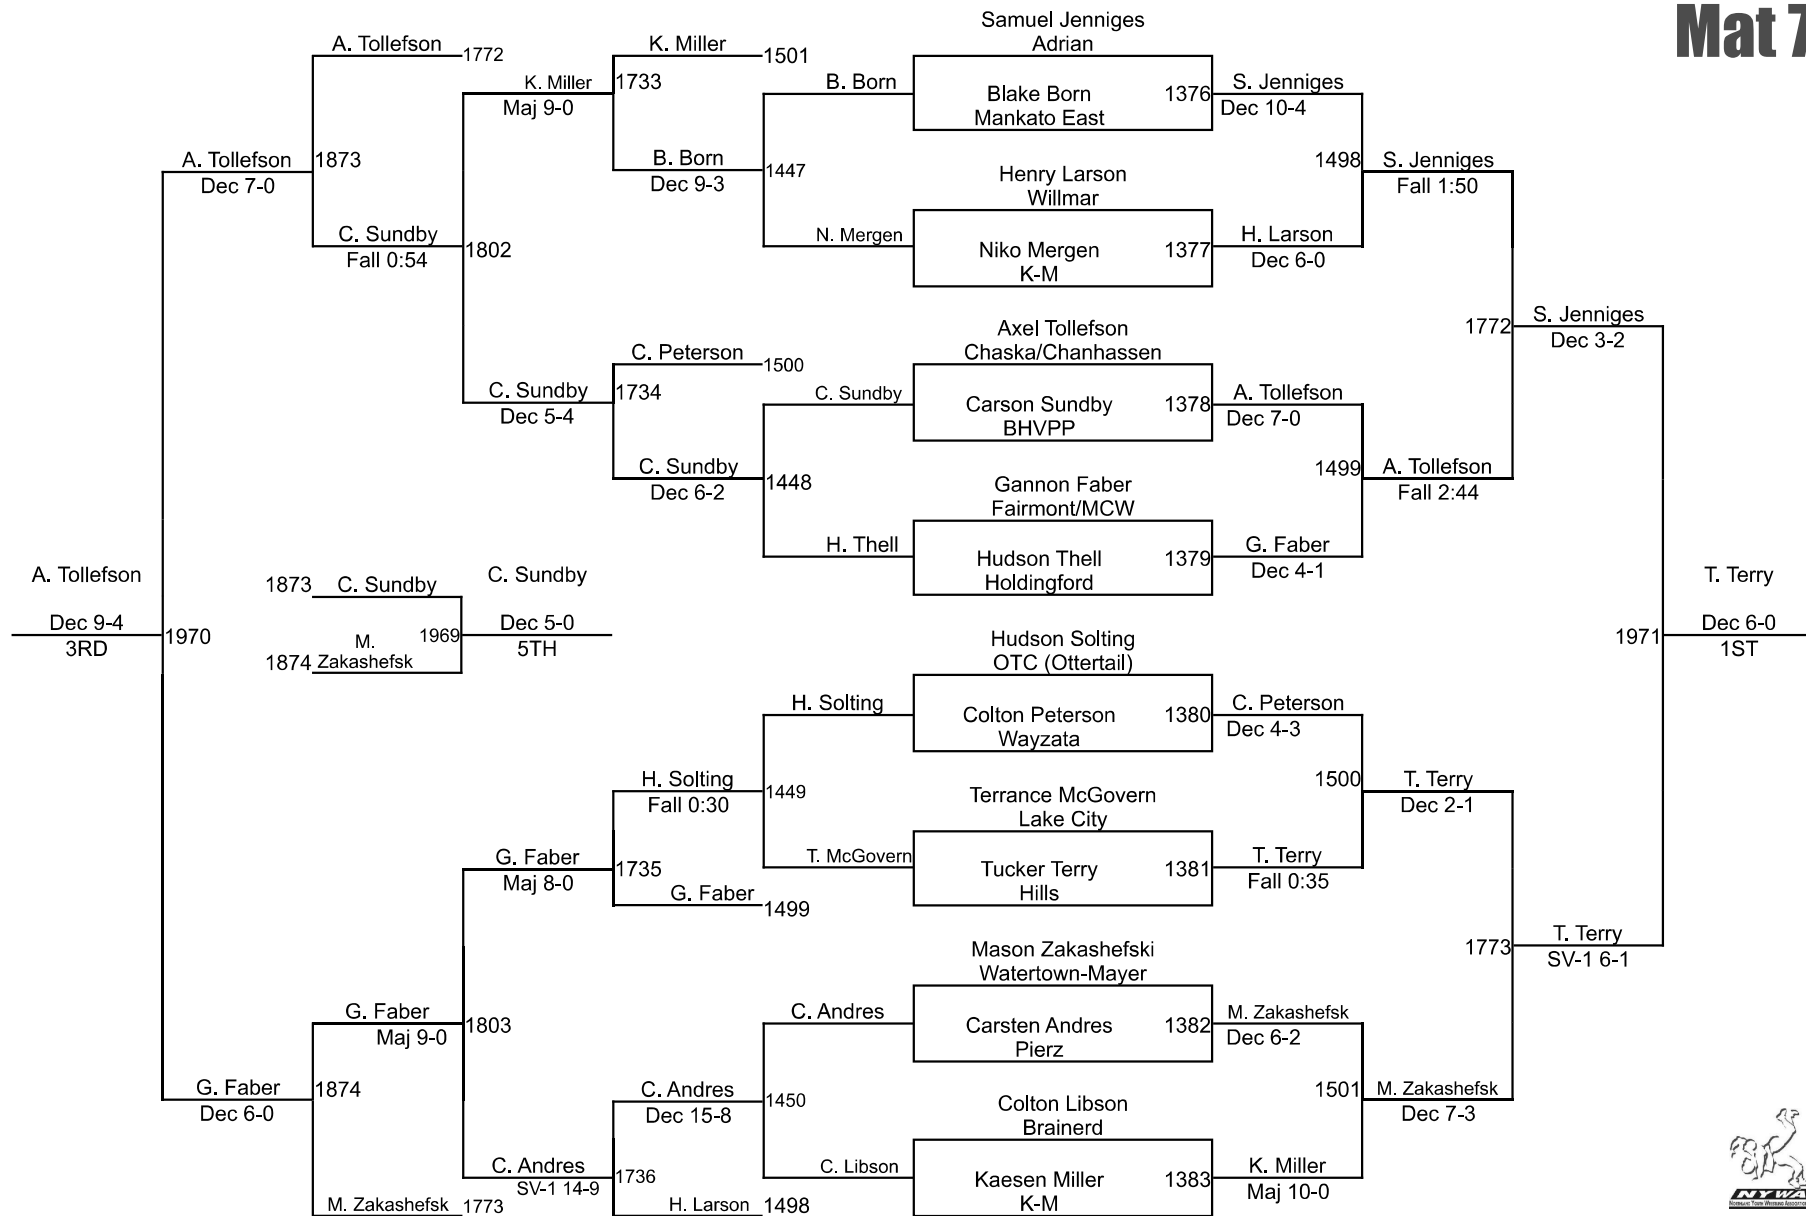 Mat 7
Samuel Jenniges
Adrian
A. Tollefson
1772
K. Miller
1501
K. Miller
1733
Maj 9-0
B. Born
Blake Born
1376
Mankato East
S. Jenniges
Dec 10-4
A. Tollefson
1873
Dec 7-0
B. Born
1447
Dec 9-3
Henry Larson
Willmar
1498
S. Jenniges
Fall 1:50
C. Sundby
1802
Fall 0:54
N. Mergen
Niko Mergen
1377
K-M
H. Larson
Dec 6-0
Axel Tollefson
Chaska/Chanhassen
1772
S. Jenniges
Dec 3-2
C. Peterson
1500
C. Sundby
1734
Dec 5-4
C. Sundby
Carson Sundby
1378
BHVPP
A. Tollefson
Dec 7-0
C. Sundby
1448
Dec 6-2
Gannon Faber
Fairmont/MCW
1499
A. Tollefson
Fall 2:44
H. Thell
Hudson Thell
1379
Holdingford
G. Faber
Dec 4-1
A. Tollefson
Dec 9-4
1970
3RD
1873
C. Sundby
C. Sundby
M.
1969
Dec 5-0
1874
Zakashefsk
5TH
T. Terry
1971
Dec 6-0
1ST
Hudson Solting
OTC (Ottertail)
H. Solting
Colton Peterson
1380
Wayzata
C. Peterson
Dec 4-3
H. Solting
1449
Fall 0:30
Terrance McGovern
Lake City
1500
T. Terry
Dec 2-1
G. Faber
1735
Maj 8-0
T. McGovern
Tucker Terry
1381
Hills
T. Terry
Fall 0:35
G. Faber
1499
Mason Zakashefski
Watertown-Mayer
1773
T. Terry
SV-1 6-1
G. Faber
1803
Maj 9-0
C. Andres
Carsten Andres
1382
Pierz
M. Zakashefsk
Dec 6-2
G. Faber
1874
Dec 6-0
C. Andres
1450
Dec 15-8
Colton Libson
Brainerd
1501
M. Zakashefsk
Dec 7-3
C. Andres
1736
SV-1 14-9
C. Libson
Kaesen Miller
1383
K-M
K. Miller
Maj 10-0
M. Zakashefsk
1773
H. Larson
1498
NYWA